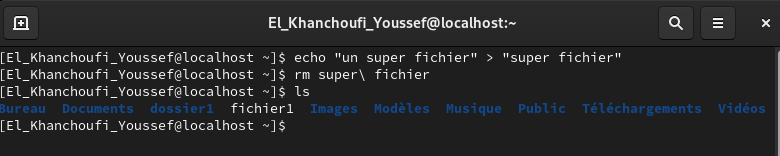 El_Khanchoufi_Youssef@localhost:~
[El_Khanchoufi_Youssef@localhost ~]$ echo "un super fichier" > "super fichier"
[El_Khanchoufi_Youssef@localhost ~]$ rm super\ fichier
[El_Khanchoufi_Youssef@localhost ~]$ ls
Bureau  Documents  dossier1  fichier1  Images  Modèles  Musique  Public  Téléchargements  Vidéos
[El_Khanchoufi_Youssef@localhost ~]$